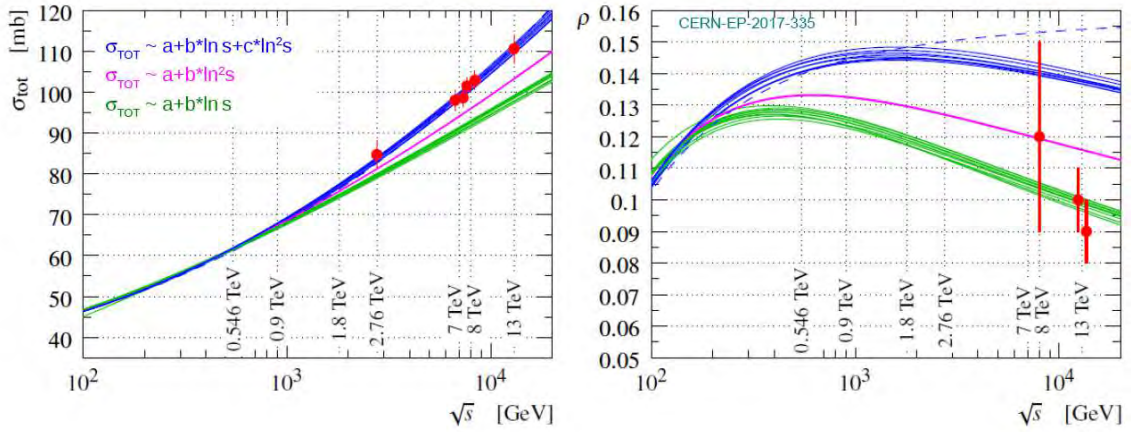 σtot [mb]
120
110
100
90
80
70
60
50
40
σTOT ~ a+b*ln s+c*ln²s
σTOT ~ a+b*ln²s
σTOT ~ a+b*ln s
0.546 TeV
0.9 TeV
1.8 TeV
2.76 TeV
7 TeV
8 TeV
13 TeV
10² 10³ 10⁴
√s [GeV]
ρ
0.16
0.15
0.14
0.13
0.12
0.11
0.1
0.09
0.08
0.07
0.06
0.05
CERN-EP-2017-335
0.546 TeV
0.9 TeV
1.8 TeV
2.76 TeV
7 TeV
8 TeV
13 TeV
10² 10³ 10⁴
√s [GeV]